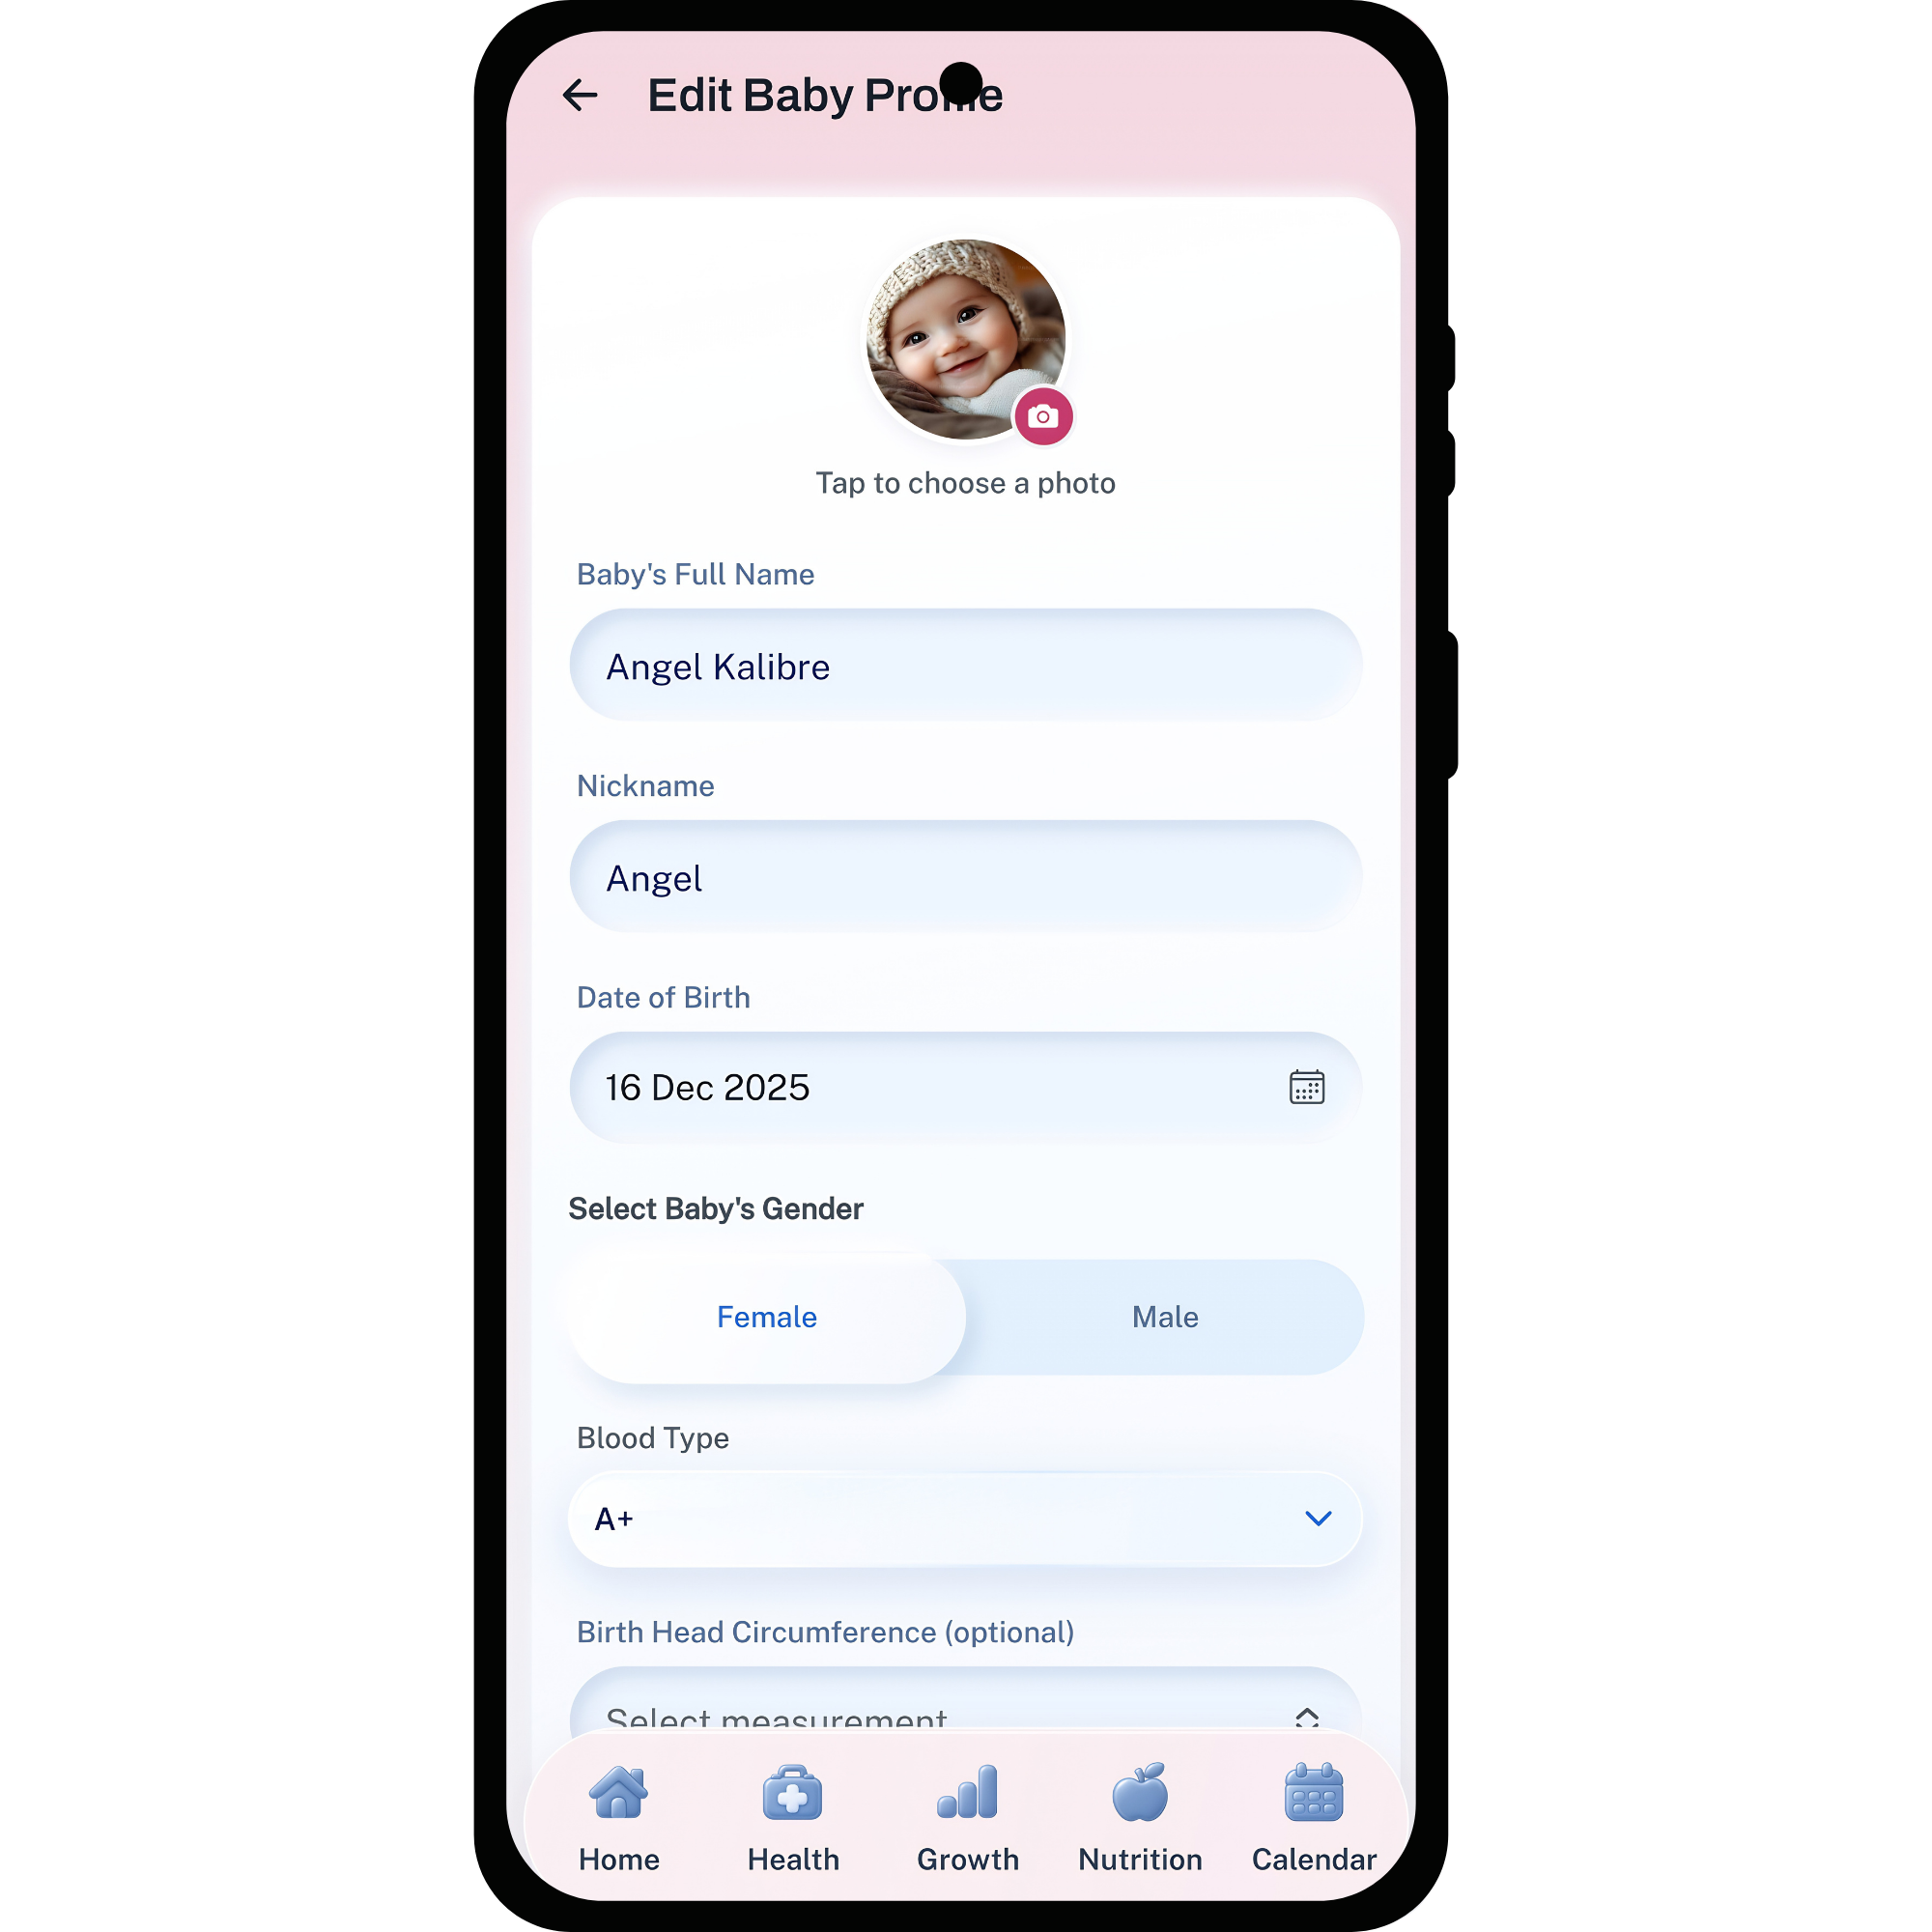 Edit Baby Profile
Tap to choose a photo
Baby's Full Name
Angel Kalibre
Nickname
Angel
Date of Birth
16 Dec 2025
Select Baby's Gender
Female
Male
Blood Type
A+
Birth Head Circumference (optional)
Select measurement
Home
Health
Growth
Nutrition
Calendar